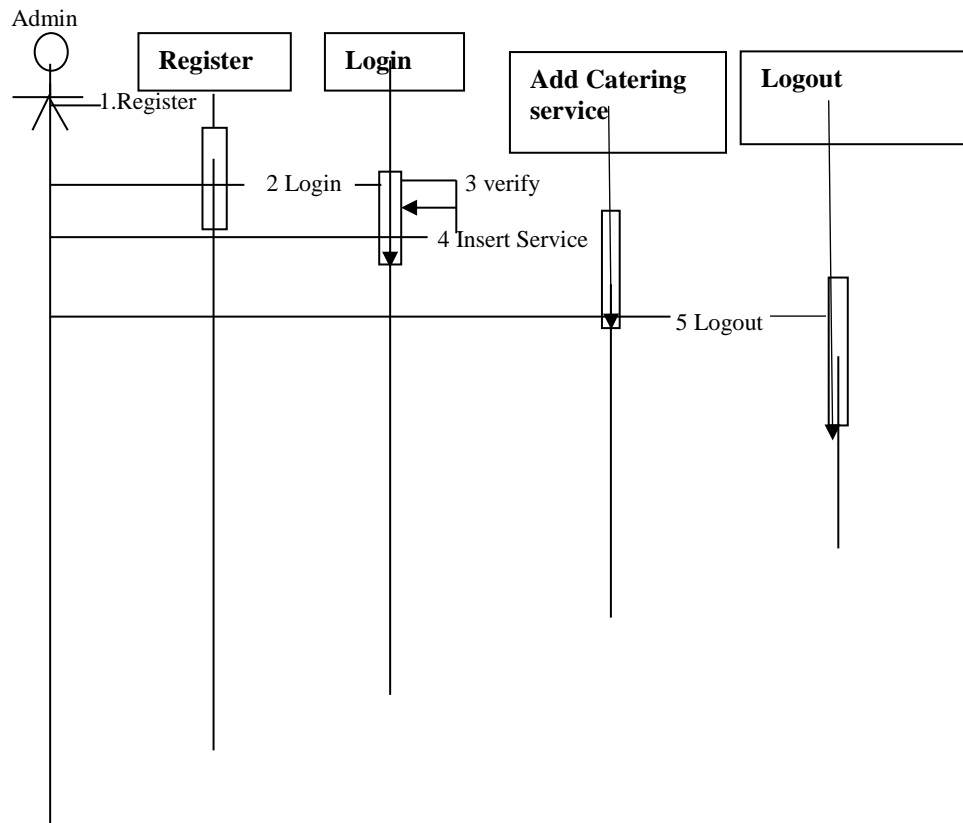 Admin
Register
Login
Add Catering
service
Logout
1.Register
2 Login
3 verify
4 Insert Service
5 Logout